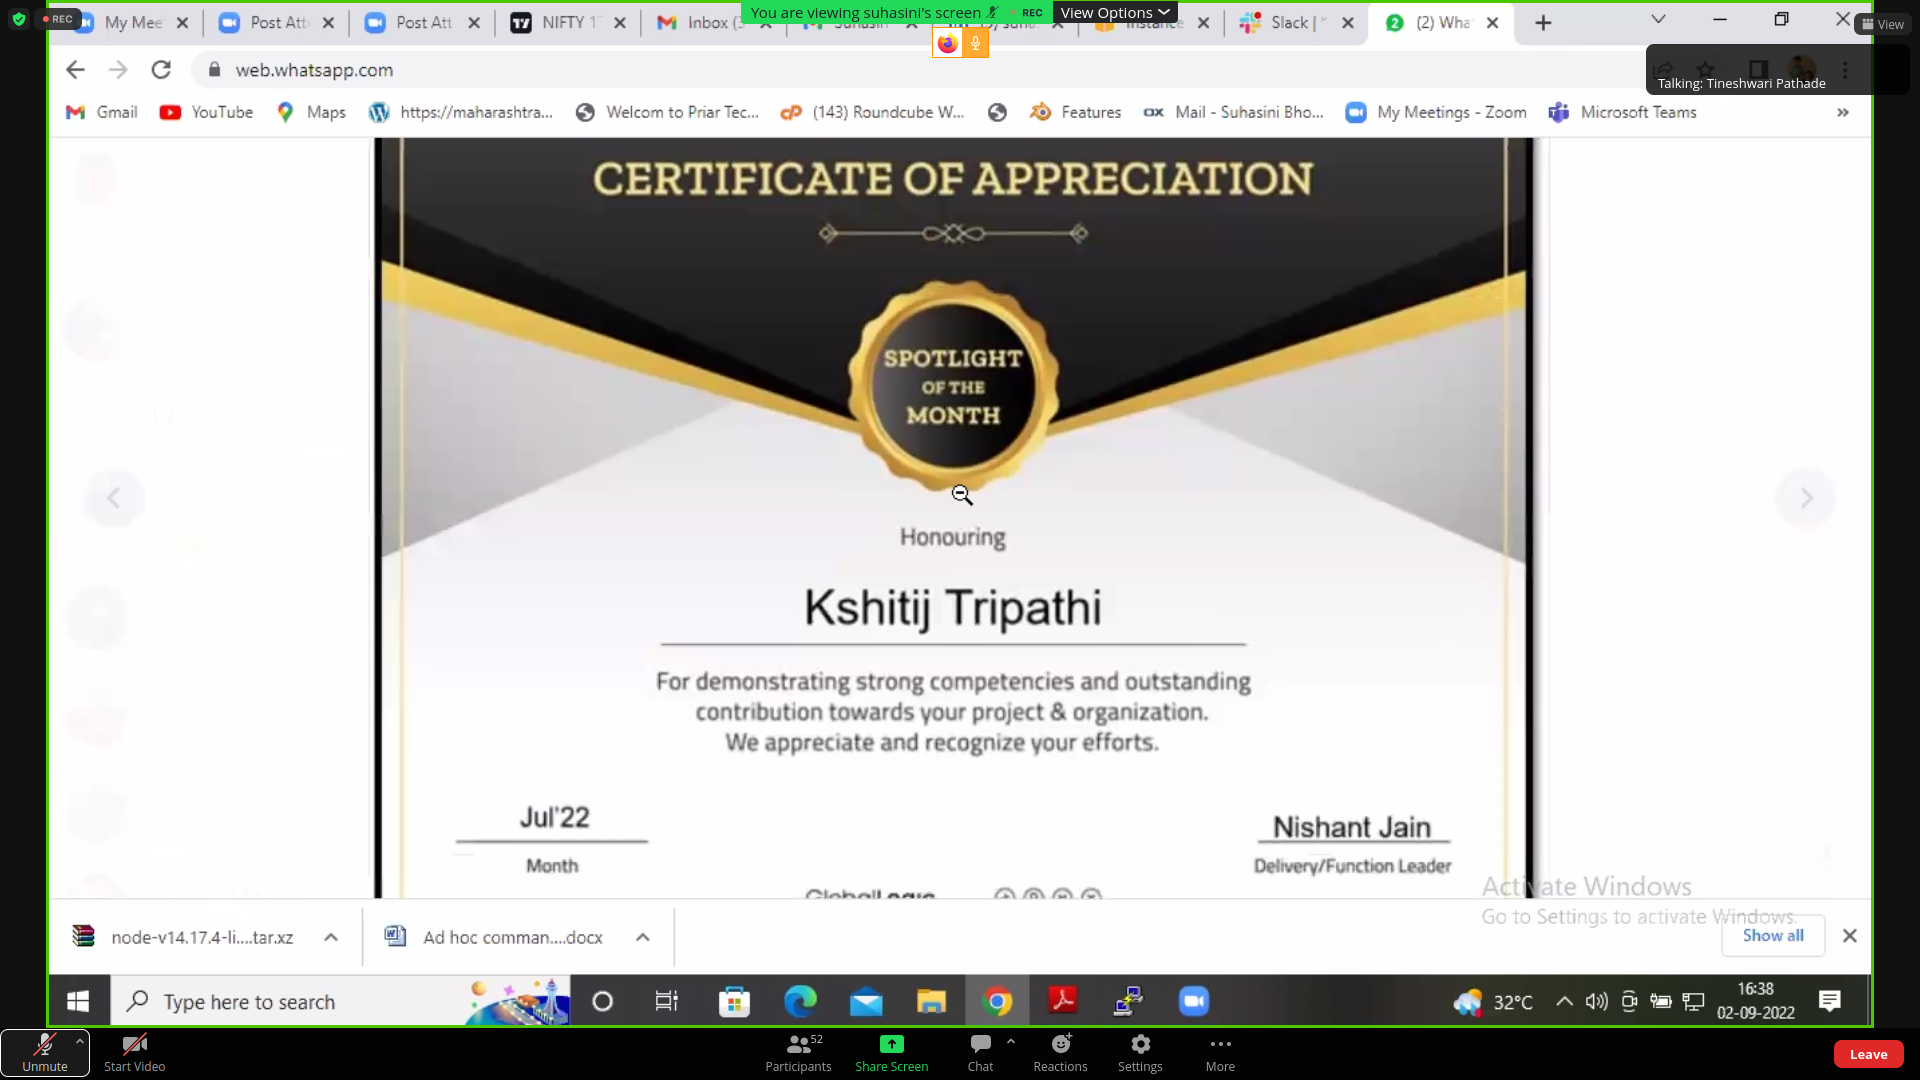 REC
You are viewing suhasini's screen
REC
View Options
View
My Mee
Post Att
Post Att
NIFTY 1
Inbox (3
Slack |
(2) Wha
web.whatsapp.com
Talking: Tineshwari Pathade
Gmail
YouTube
Maps
https://maharashtra...
Welcom to Priar Tec...
(143) Roundcube W...
Features
Mail - Suhasini Bho...
My Meetings - Zoom
Microsoft Teams
CERTIFICATE OF APPRECIATION
SPOTLIGHT
OF THE
MONTH
Honouring
Kshitij Tripathi
For demonstrating strong competencies and outstanding
contribution towards your project & organization.
We appreciate and recognize your efforts.
Jul'22
Month
Nishant Jain
Delivery/Function Leader
GlobalLogic
Activate Windows
Go to Settings to activate Windows.
node-v14.17.4-li....tar.xz
Ad hoc comman....docx
Show all
Type here to search
32°C
16:38
02-09-2022
Unmute
Start Video
52
Participants
Share Screen
Chat
Reactions
Settings
More
Leave